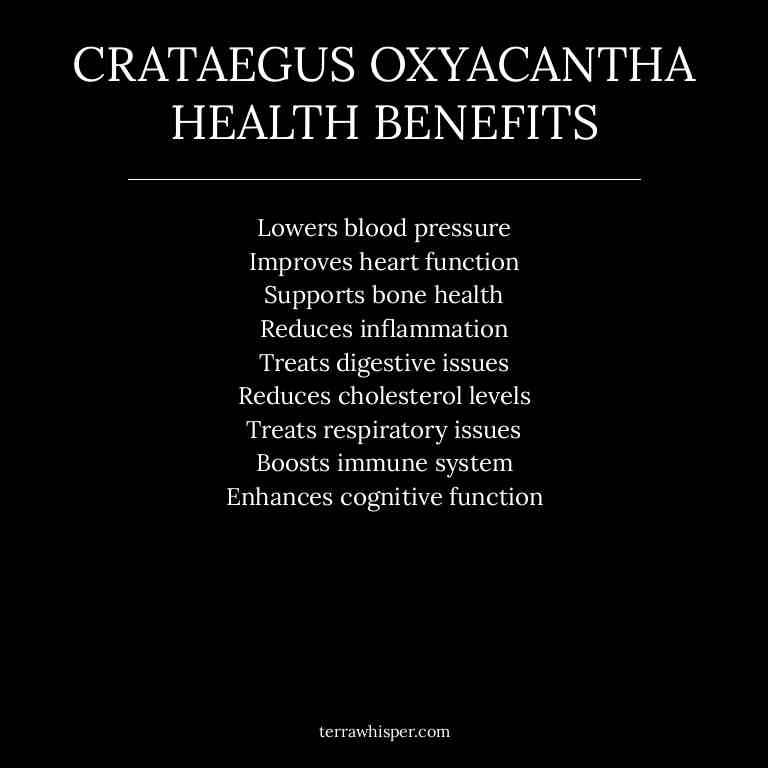 CRATAEGUS OXYACANTHA
HEALTH BENEFITS
Lowers blood pressure
Improves heart function
Supports bone health
Reduces inflammation
Treats digestive issues
Reduces cholesterol levels
Treats respiratory issues
Boosts immune system
Enhances cognitive function
terrawhisper.com